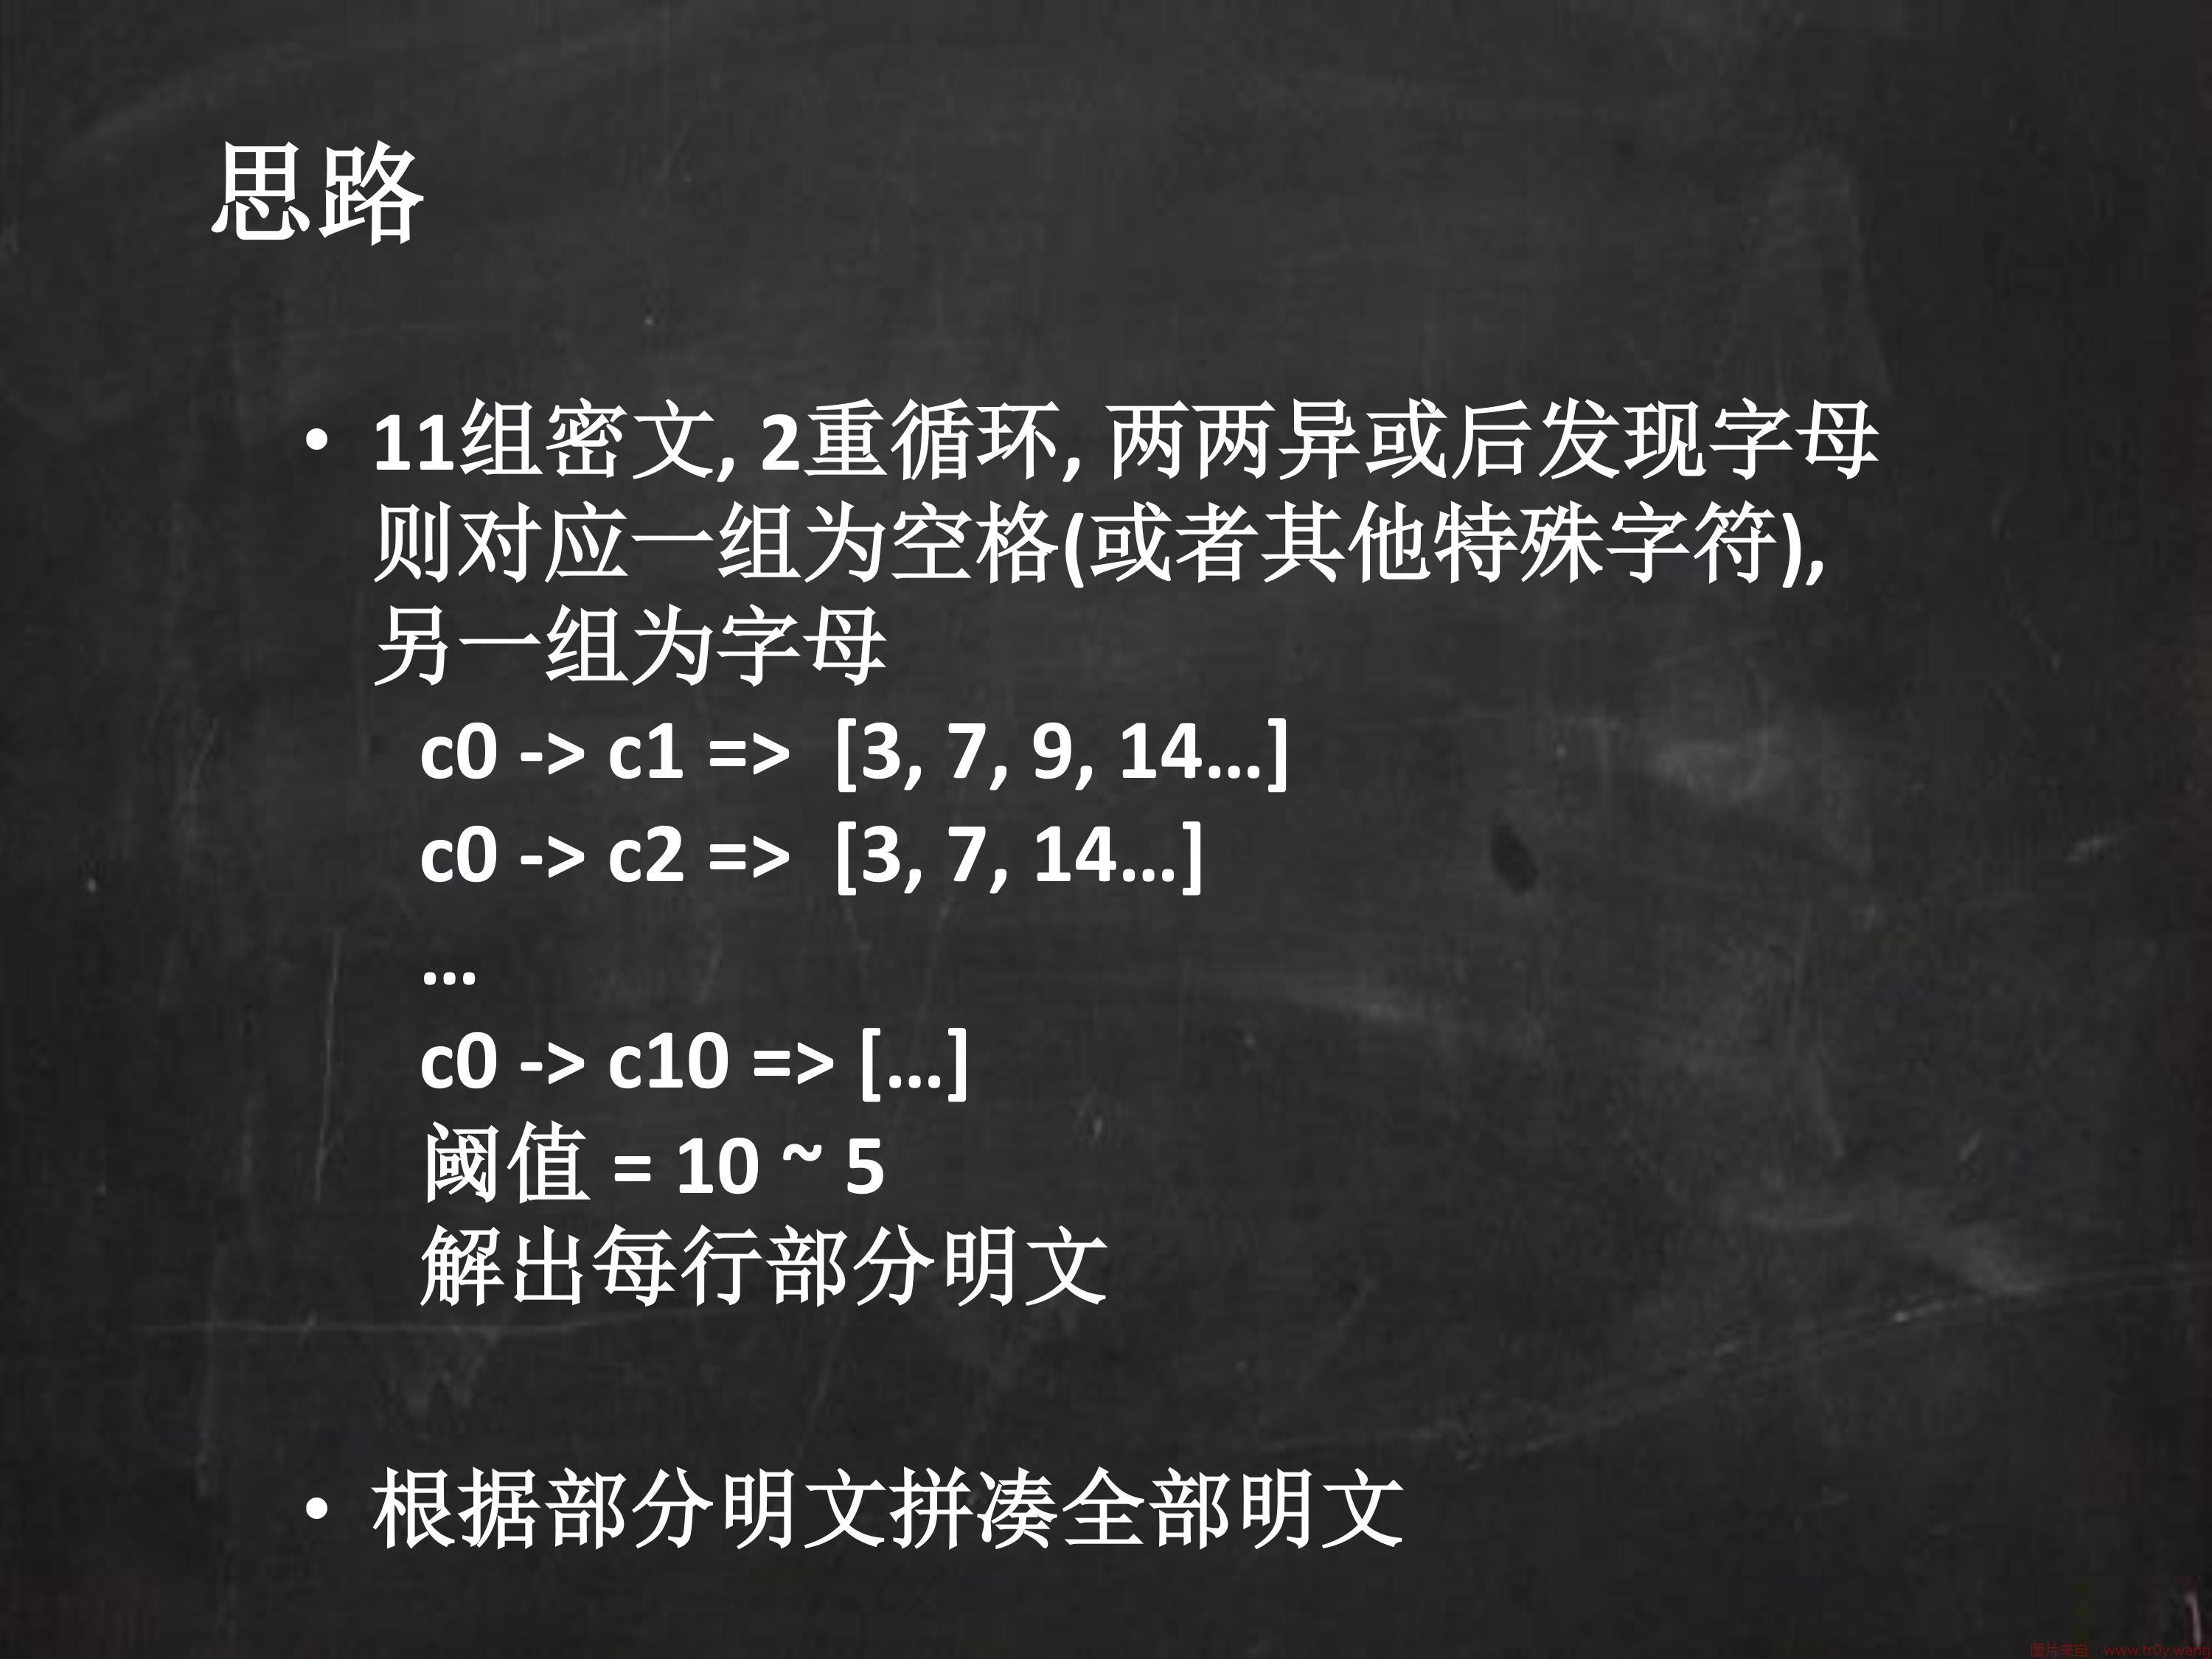 思路
• 11组密文, 2重循环, 两两异或后发现字母
则对应一组为空格(或者其他特殊字符),
另一组为字母
c0 -> c1 => [3, 7, 9, 14…]
c0 -> c2 => [3, 7, 14…]
…
c0 -> c10 => […]
阈值 = 10 ~ 5
解出每行部分明文
• 根据部分明文拼凑全部明文
图片来自：www.tr0y.wang